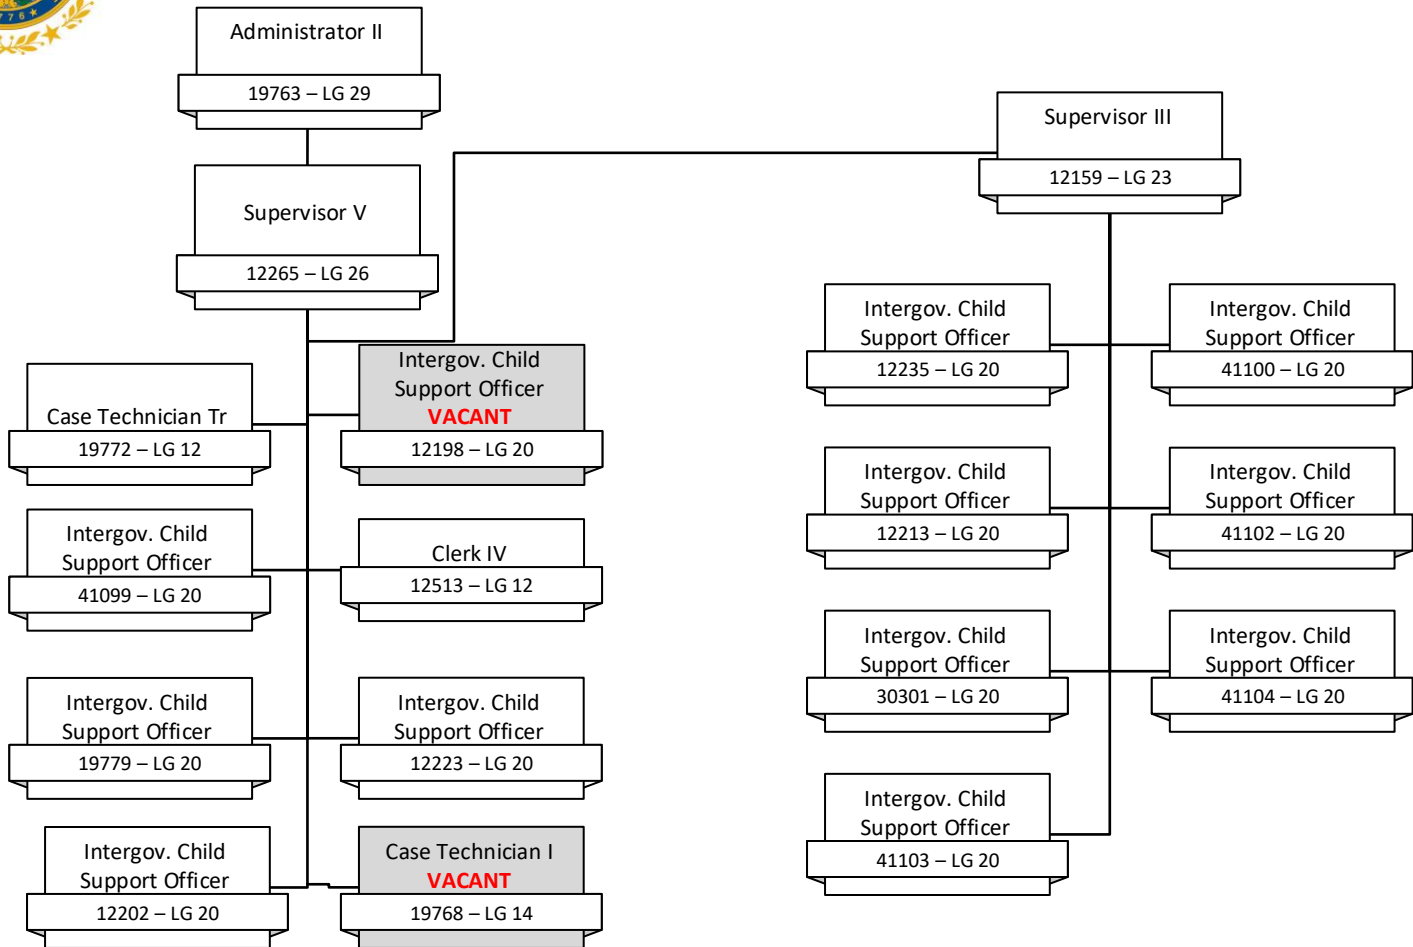 1776
Administrator II
19763 – LG 29
Supervisor V
12265 – LG 26
Supervisor III
12159 – LG 23
Case Technician Tr
19772 – LG 12
Intergov. Child
Support Officer
VACANT
12198 – LG 20
Intergov. Child
Support Officer
41099 – LG 20
Clerk IV
12513 – LG 12
Intergov. Child
Support Officer
19779 – LG 20
Intergov. Child
Support Officer
12223 – LG 20
Intergov. Child
Support Officer
12202 – LG 20
Case Technician I
VACANT
19768 – LG 14
Intergov. Child
Support Officer
12235 – LG 20
Intergov. Child
Support Officer
41100 – LG 20
Intergov. Child
Support Officer
12213 – LG 20
Intergov. Child
Support Officer
41102 – LG 20
Intergov. Child
Support Officer
30301 – LG 20
Intergov. Child
Support Officer
41104 – LG 20
Intergov. Child
Support Officer
41103 – LG 20